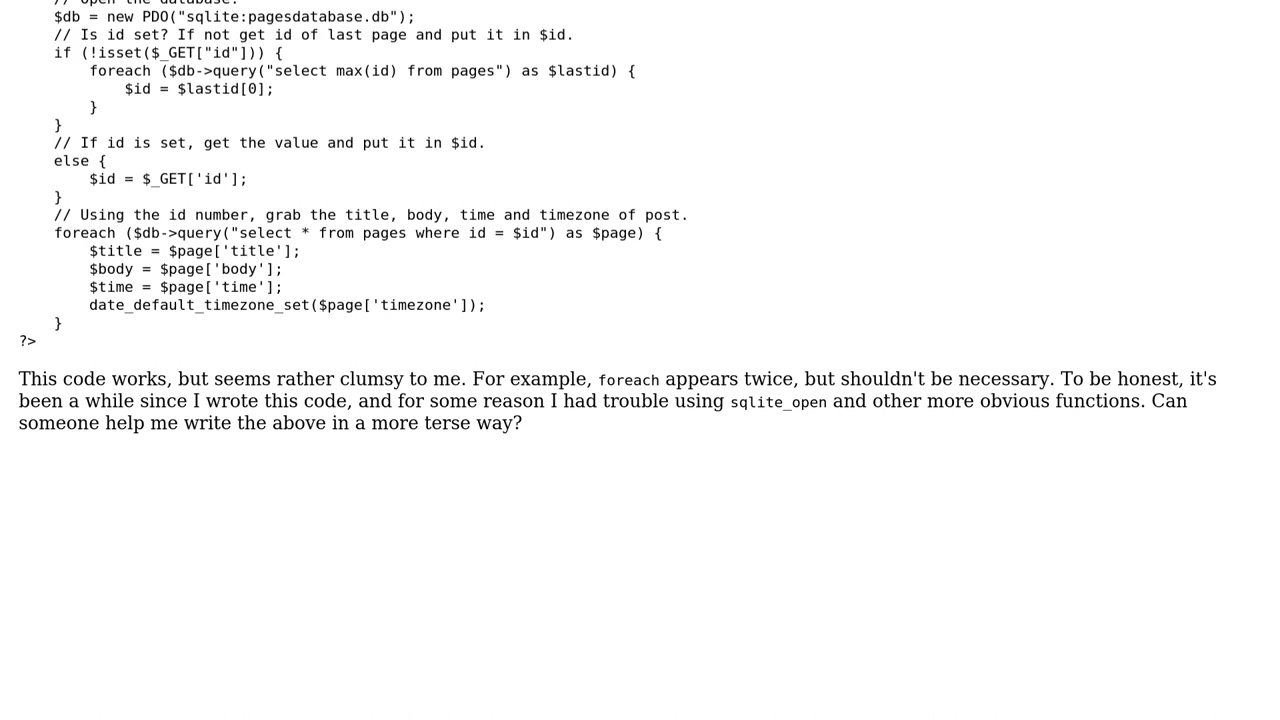 // Open the database.
$db = new PDO("sqlite:pagesdatabase.db");
// Is id set? If not get id of last page and put it in $id.
if (!isset($_GET["id"])) {
foreach ($db->query("select max(id) from pages") as $lastid) {
$id = $lastid[0];
}
}
// If id is set, get the value and put it in $id.
else {
$id = $_GET['id'];
}
// Using the id number, grab the title, body, time and timezone of post.
foreach ($db->query("select * from pages where id = $id") as $page) {
$title = $page['title'];
$body = $page['body'];
$time = $page['time'];
date_default_timezone_set($page['timezone']);
}
?>
This code works, but seems rather clumsy to me. For example, foreach appears twice, but shouldn't be necessary. To be honest, it's
been a while since I wrote this code, and for some reason I had trouble using sqlite_open and other more obvious functions. Can
someone help me write the above in a more terse way?